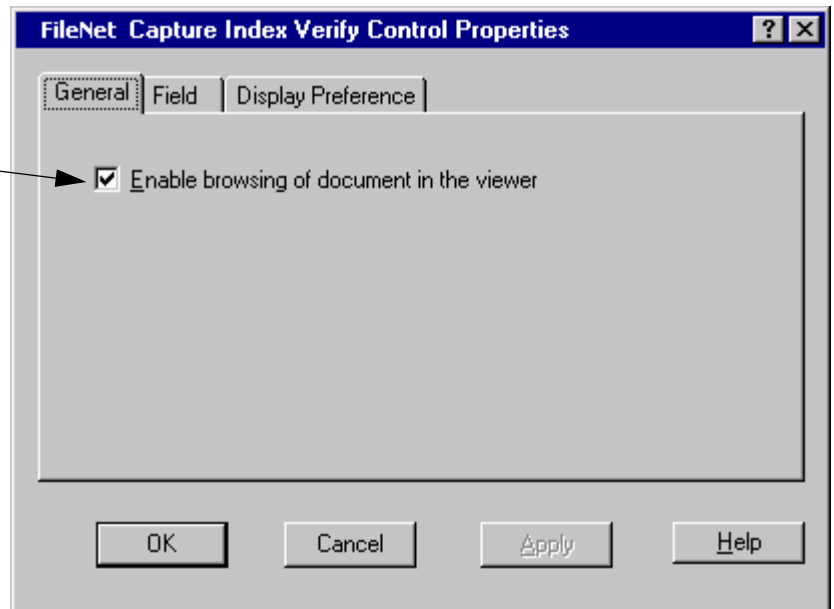 FileNet Capture Index Verify Control Properties
General Field Display Preference
Enable browsing of document in the viewer
OK Cancel Apply Help